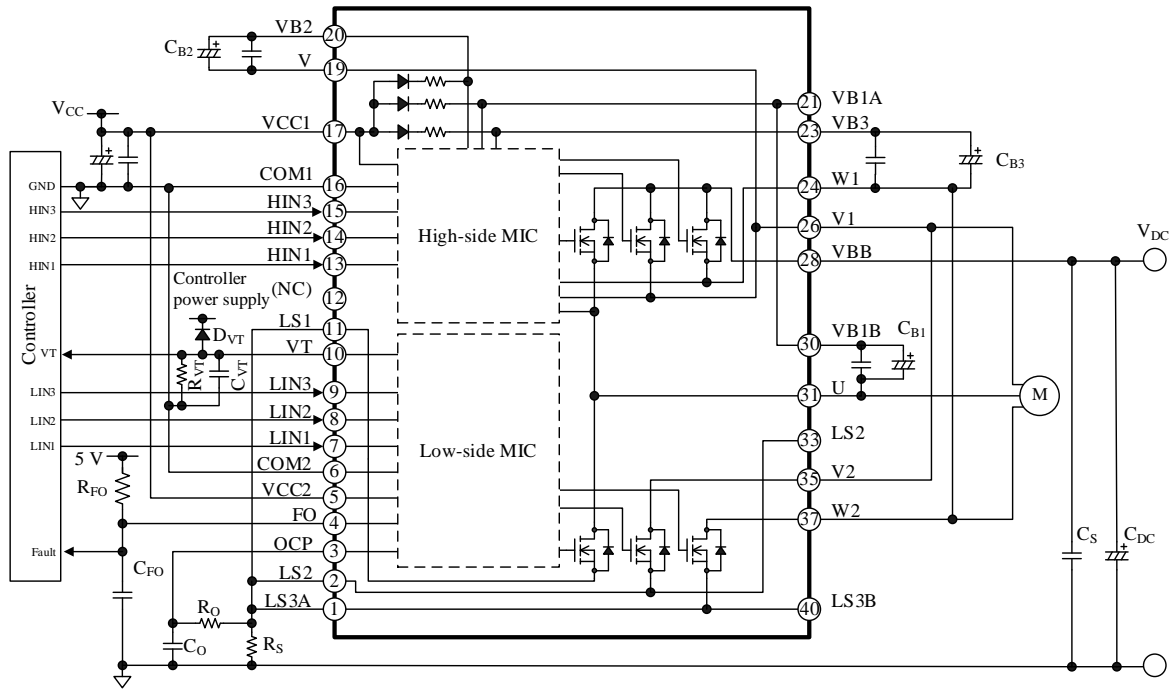 VB2
20
CB2
V
19
VCC
VCC1
17
GND
COM1
16
HIN3
HIN3
15
HIN2
HIN2
14
HIN1
HIN1
13
Controller
power supply
(NC)
12
DVT
LS1
11
Controller
VT
VT
10
RVT
CVT
LIN3
LIN3
9
LIN2
LIN2
8
LIN1
LIN1
7
5 V
COM2
6
RFO
VCC2
5
FO
4
Fault
OCP
3
CFO
LS2
2
LS3A
1
RO
CO
RS
High-side MIC
Low-side MIC
21
VB1A
23
VB3
CB3
24
W1
26
V1
28
VBB
VDC
30
VB1B
CB1
31
U
M
33
LS2
35
V2
37
W2
40
LS3B
CS
CDC